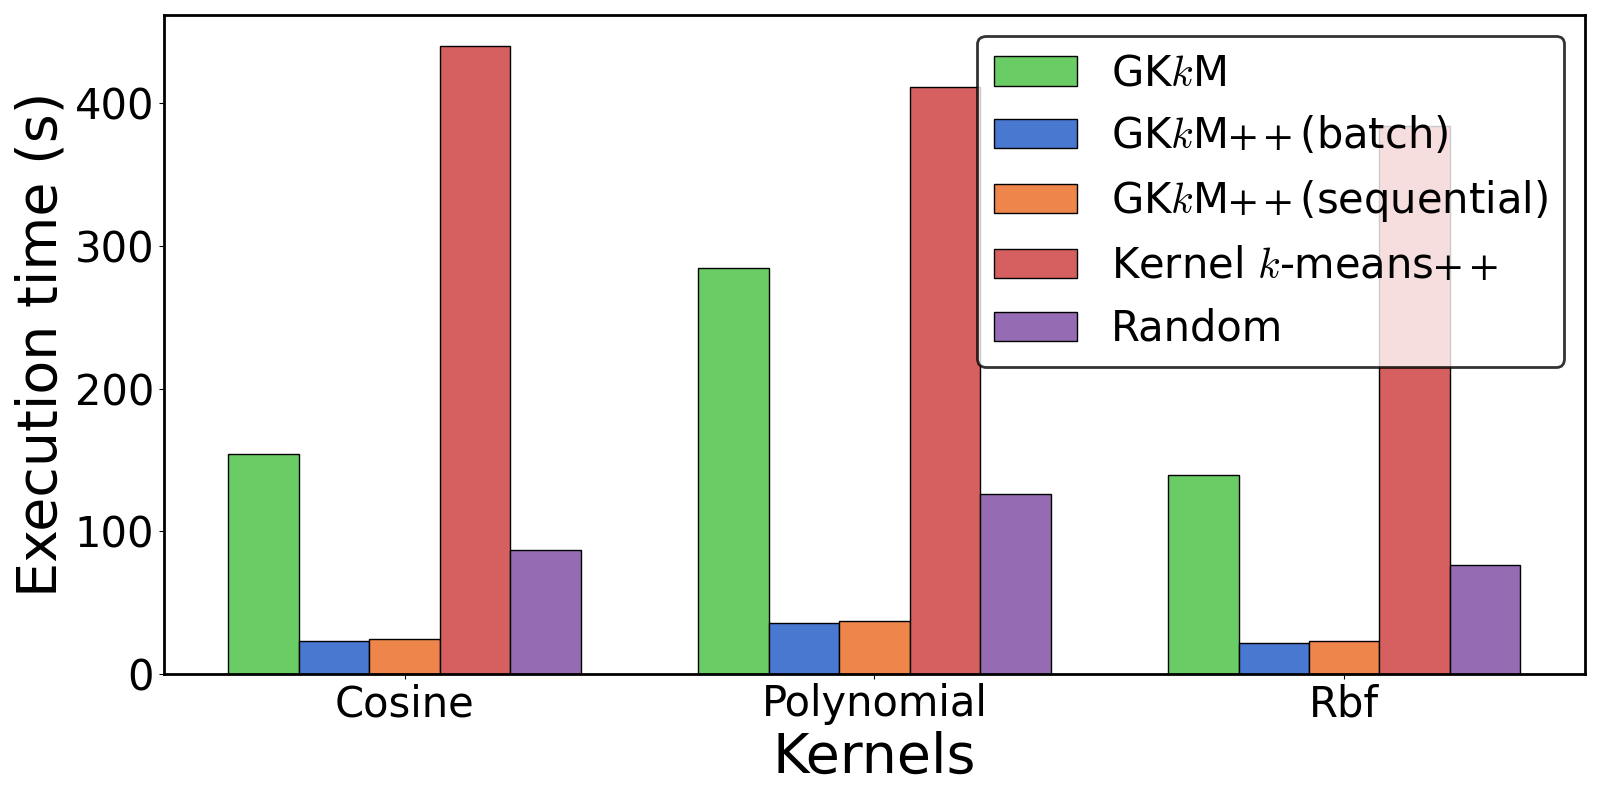 Execution time (s)
400
300
200
100
0
GKkM
GKkM++(batch)
GKkM++(sequential)
Kernel k-means++
Random
Cosine
Polynomial
Rbf
Kernels